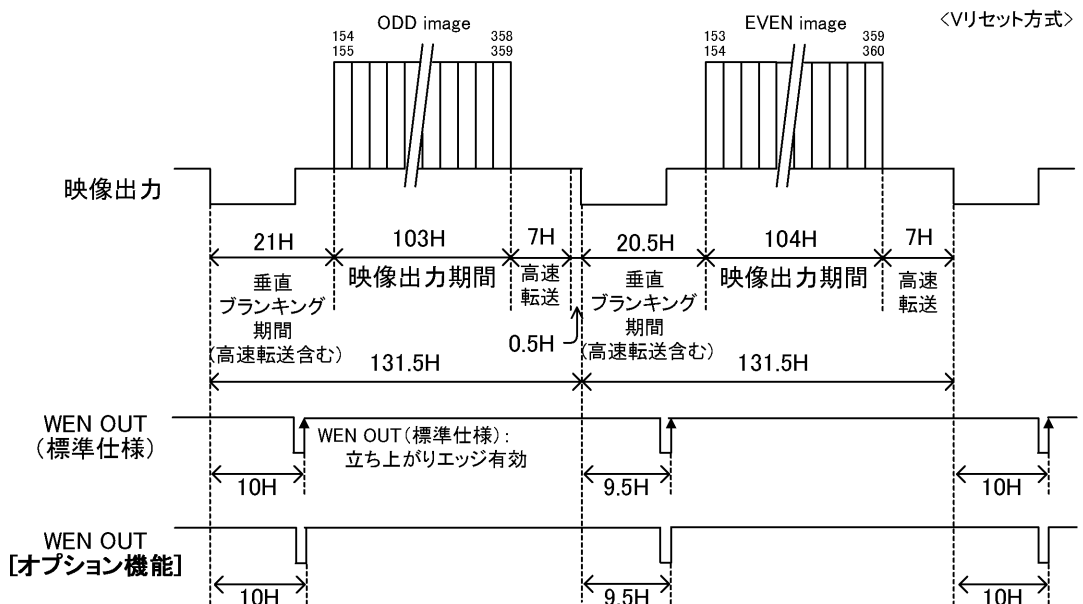 ODD image
EVEN image
<Vリセット方式>
154
155
358
359
153
154
359
360
映像出力
21H
103H
7H
20.5H
104H
7H
垂直
ブランキング
期間
(高速転送含む)
映像出力期間
高速
転送
0.5H
垂直
ブランキング
期間
(高速転送含む)
映像出力期間
高速
転送
131.5H
131.5H
WEN OUT
(標準仕様)
WEN OUT(標準仕様):
立ち上がりエッジ有効
10H
9.5H
10H
WEN OUT
[オプション機能]
10H
9.5H
10H